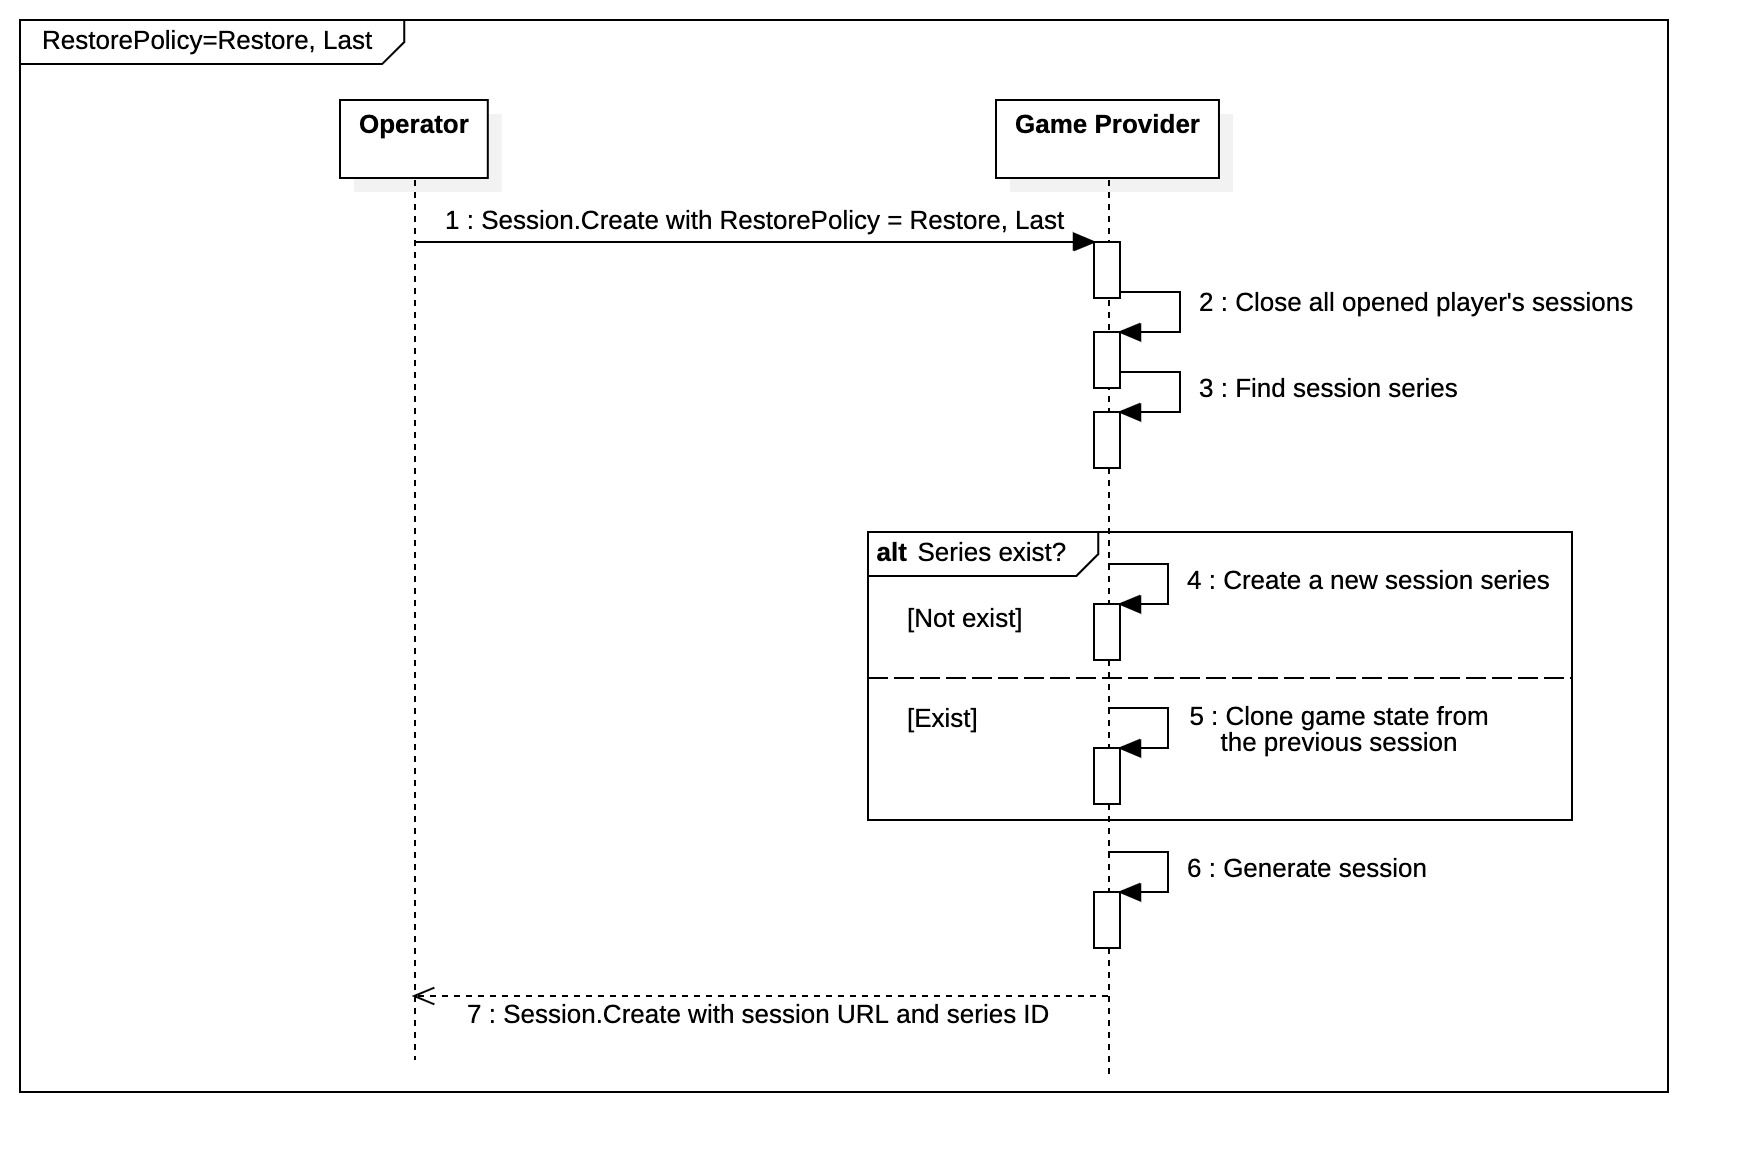 RestorePolicy=Restore, Last
Operator
Game Provider
1 : Session.Create with RestorePolicy = Restore, Last
2 : Close all opened player's sessions
3 : Find session series
alt Series exist?
4 : Create a new session series
[Not exist]
[Exist]
5 : Clone game state from
the previous session
6 : Generate session
7 : Session.Create with session URL and series ID